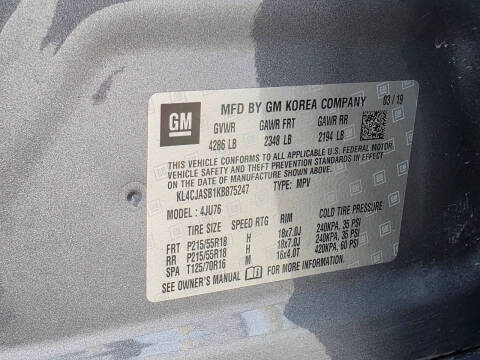 GM
MFD BY GM KOREA COMPANY 03/19
GVWR GAWR FRT GAWR RR
4286 LB 2348 LB 2194 LB
THIS VEHICLE CONFORMS TO ALL APPLICABLE U.S. FEDERAL MOTOR
VEHICLE SAFETY AND THEFT PREVENTION STANDARDS IN EFFECT
ON THE DATE OF MANUFACTURE SHOWN ABOVE.
KL4CJASB1KB875247 TYPE: MPV
MODEL: 4JU76
TIRE SIZE SPEED RTG RIM COLD TIRE PRESSURE
FRT P215/55R18 H 18x7.0J 240KPA, 35 PSI
RR P215/55R18 H 18x7.0J 240KPA, 35 PSI
SPA T125/70R16 M 16x4.0T 420KPA, 60 PSI
SEE OWNER'S MANUAL FOR MORE INFORMATION.